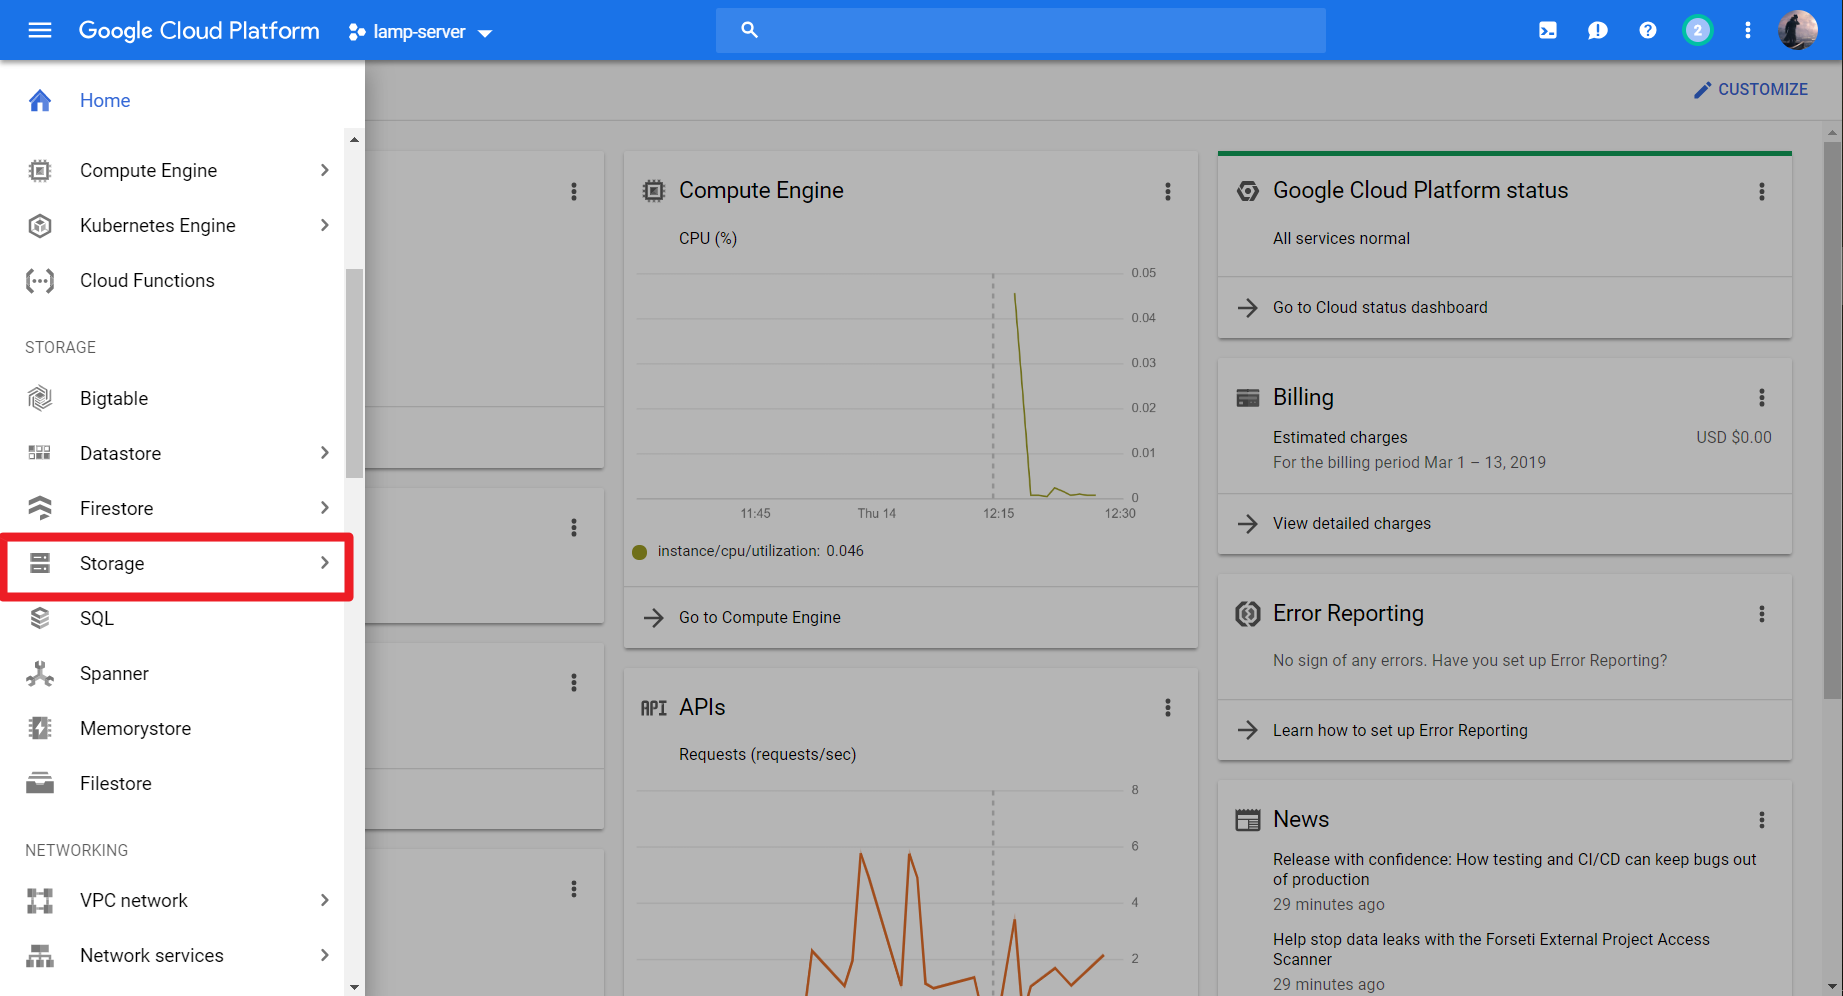 Google Cloud Platform
lamp-server
2
Home
Compute Engine
Kubernetes Engine
Cloud Functions
STORAGE
Bigtable
Datastore
Firestore
Storage
SQL
Spanner
Memorystore
Filestore
NETWORKING
VPC network
Network services
CUSTOMIZE
Compute Engine
CPU (%)
0.05
0.04
0.03
0.02
0.01
0
11:45
Thu 14
12:15
12:30
instance/cpu/utilization: 0.046
Go to Compute Engine
API APIs
Requests (requests/sec)
8
6
4
2
Google Cloud Platform status
All services normal
Go to Cloud status dashboard
Billing
Estimated charges USD $0.00
For the billing period Mar 1 – 13, 2019
View detailed charges
Error Reporting
No sign of any errors. Have you set up Error Reporting?
Learn how to set up Error Reporting
News
Release with confidence: How testing and CI/CD can keep bugs out
of production
29 minutes ago
Help stop data leaks with the Forseti External Project Access
Scanner
29 minutes ago